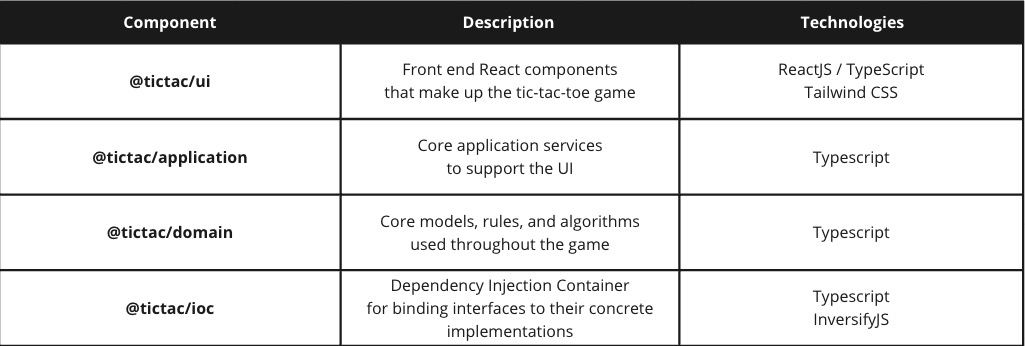 Component Description Technologies
@tictac/ui
Front end React components
that make up the tic-tac-toe game
ReactJS / TypeScript
Tailwind CSS
@tictac/application
Core application services
to support the UI
Typescript
@tictac/domain
Core models, rules, and algorithms
used throughout the game
Typescript
@tictac/ioc
Dependency Injection Container
for binding interfaces to their concrete
implementations
Typescript
InversifyJS